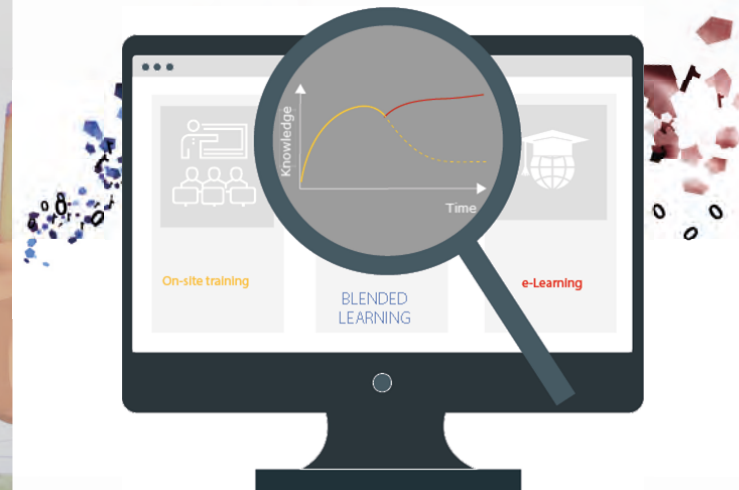 Knowledge
Time
On-site training
BLENDED
LEARNING
e-Learning